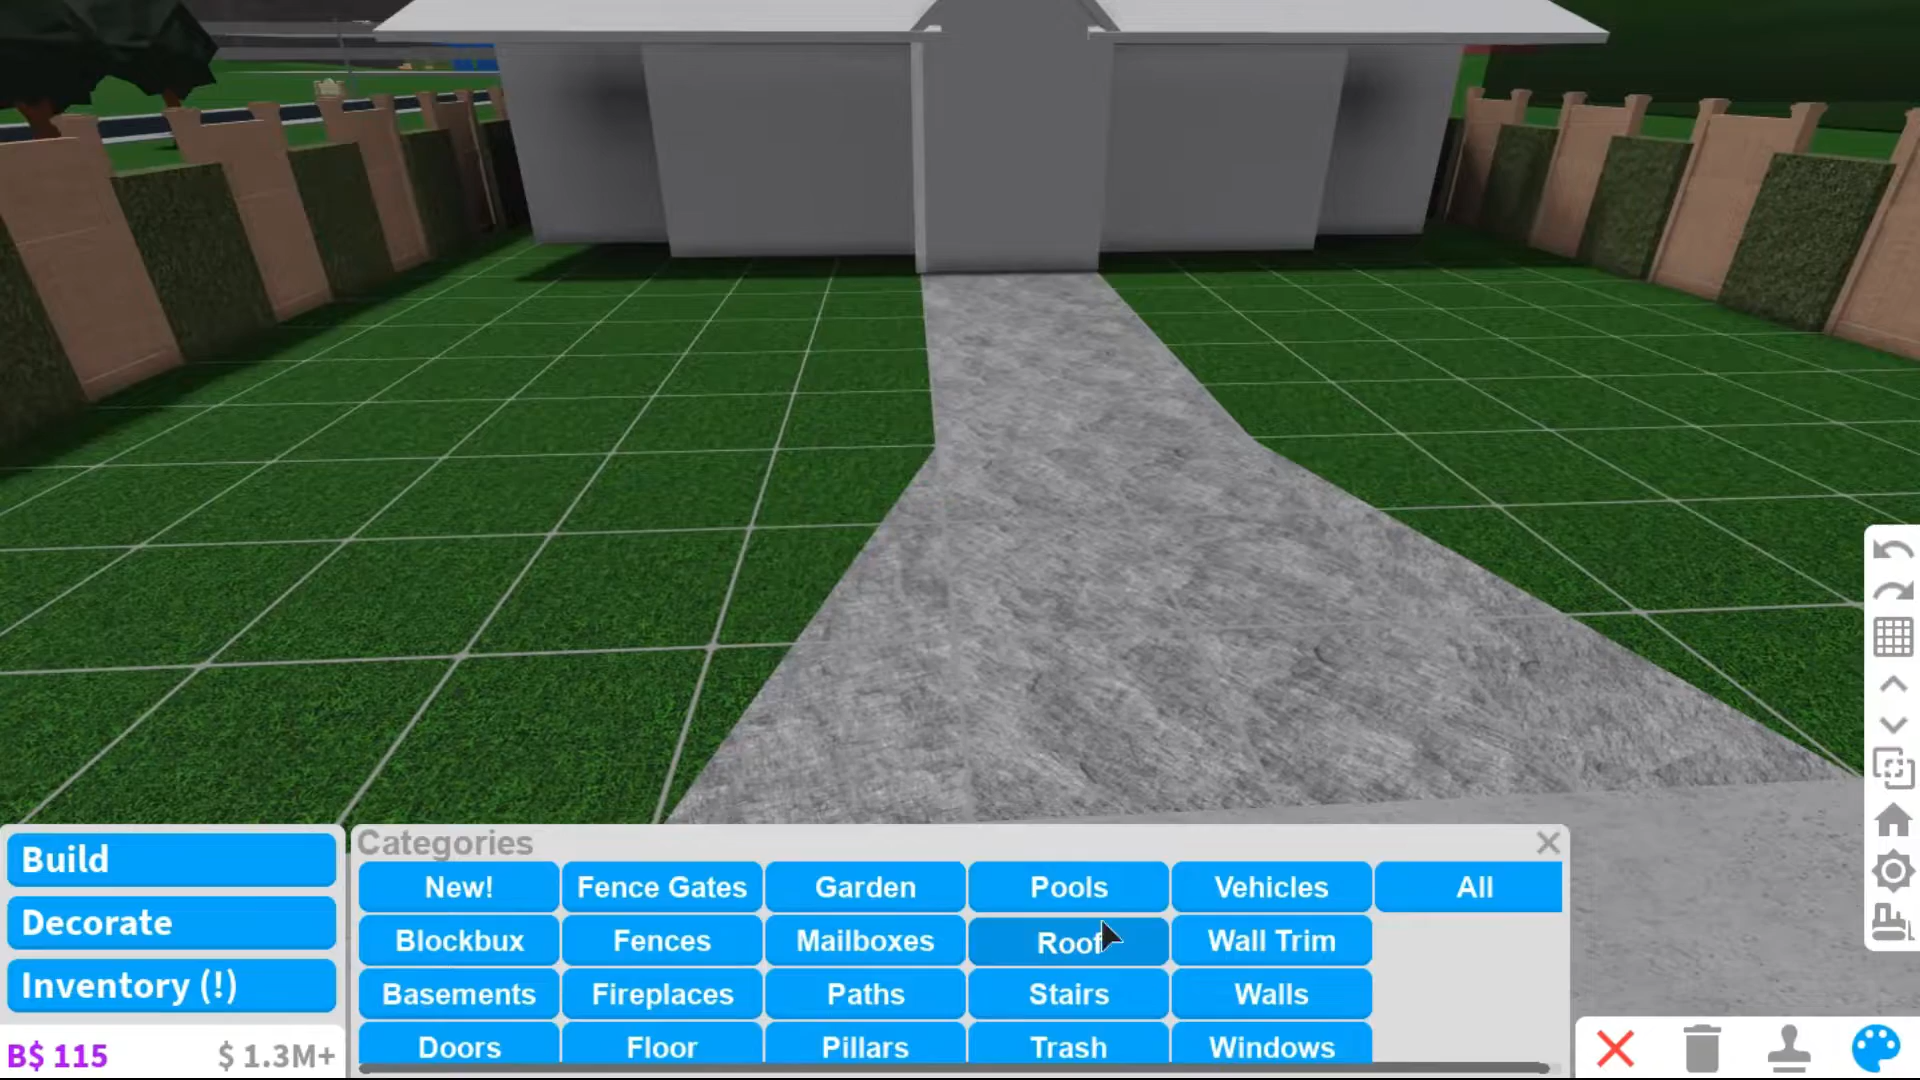 Categories
New! Fence Gates Garden Pools Vehicles All
Build
Blockbux Fences Mailboxes Roof Wall Trim
Decorate
Basements Fireplaces Paths Stairs Walls
Inventory (!)
Doors Floor Pillars Trash Windows
B$ 115 $ 1.3M+